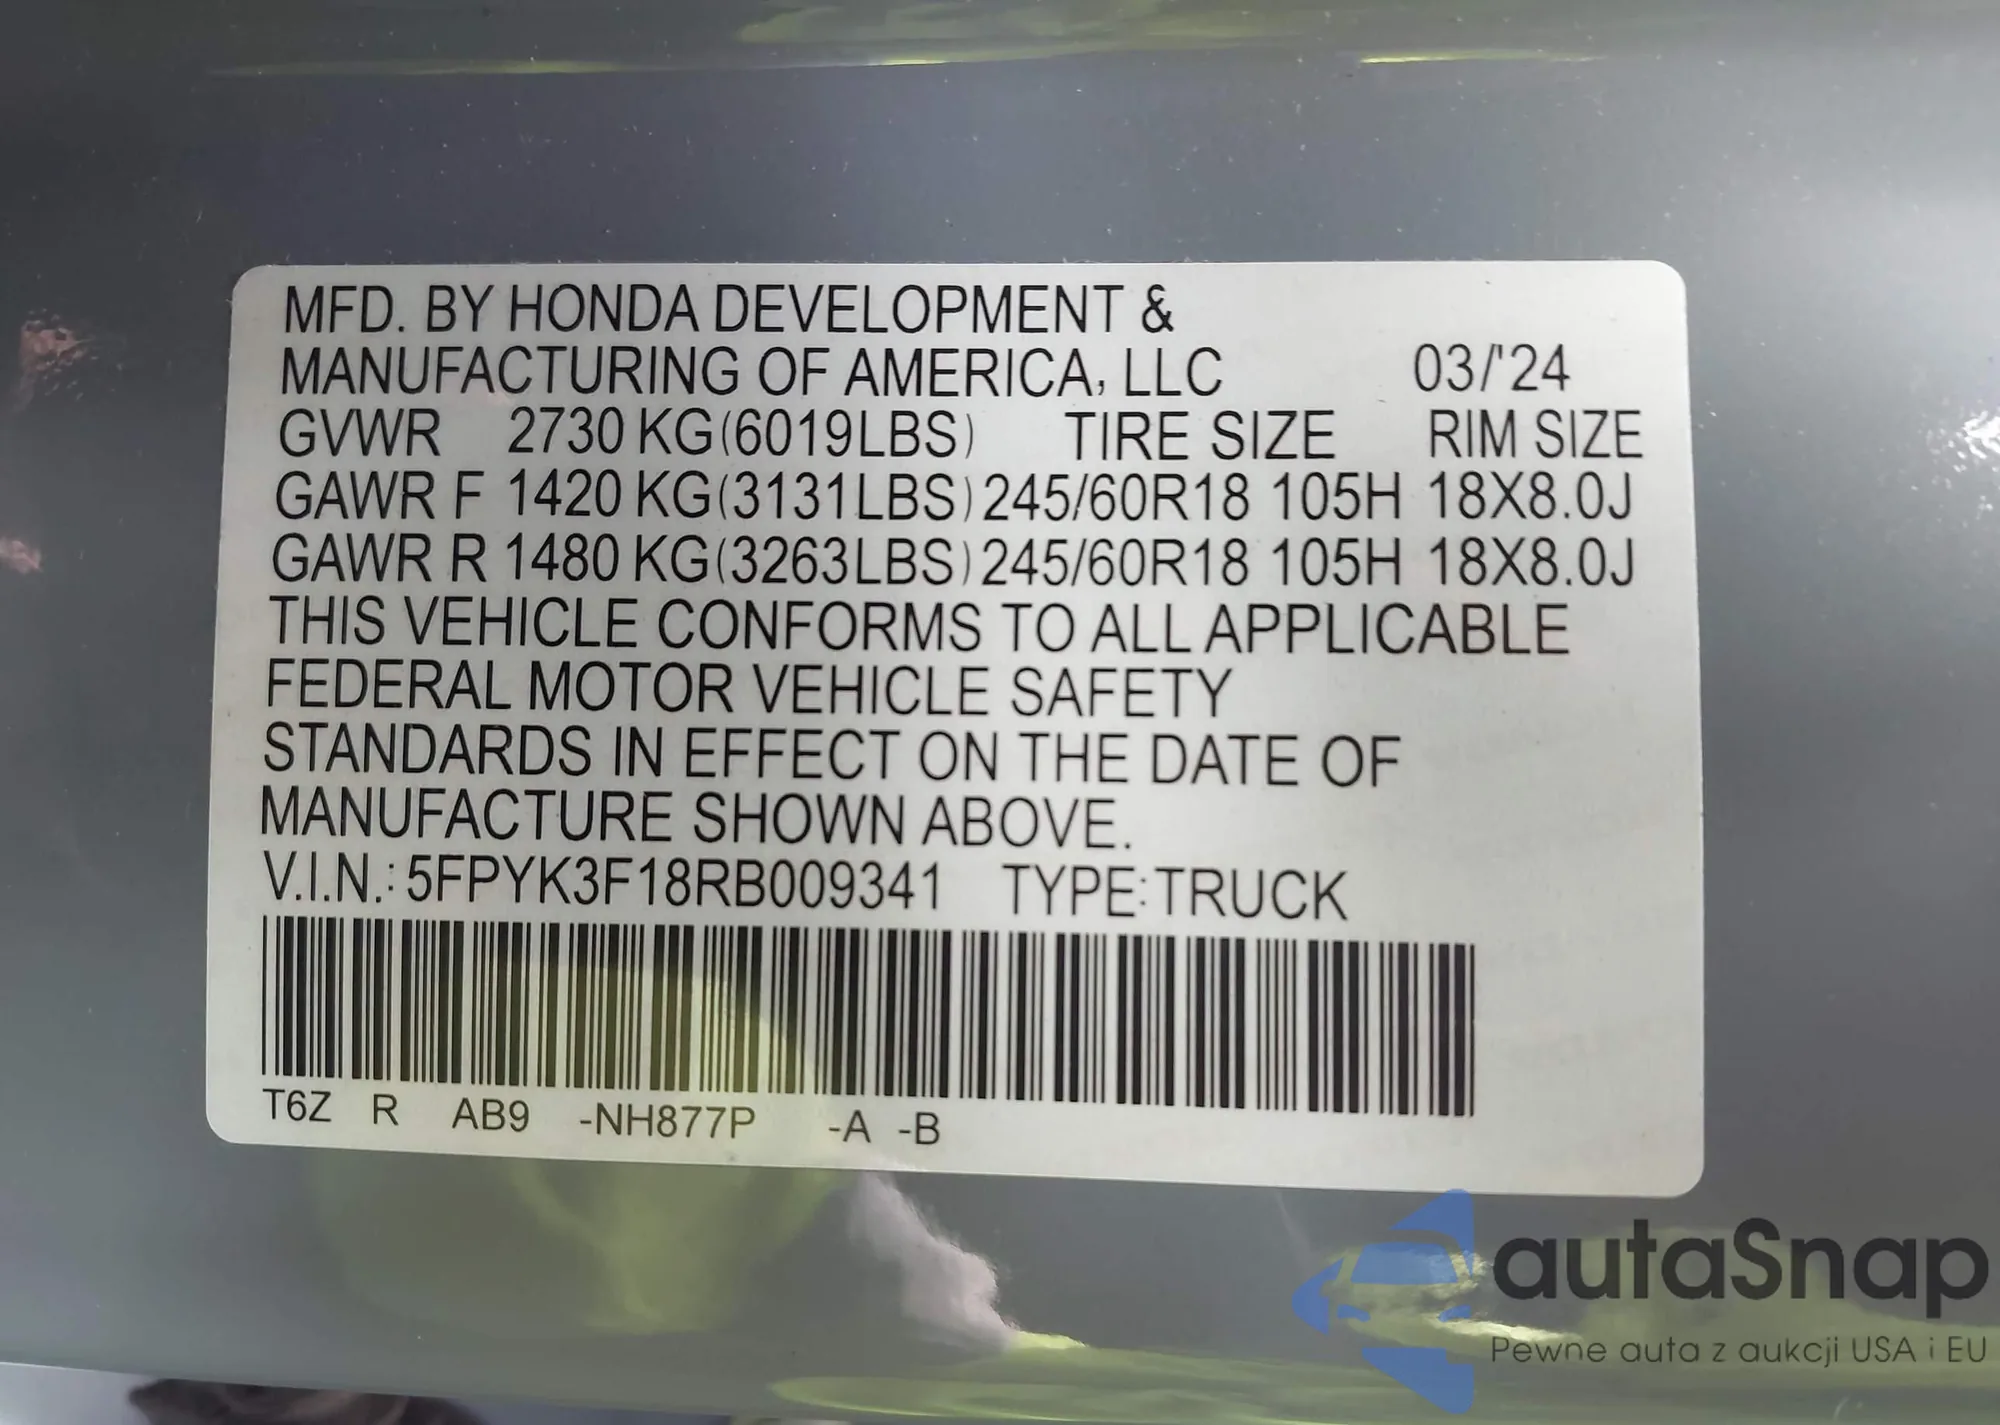 MFD. BY HONDA DEVELOPMENT &
MANUFACTURING OF AMERICA, LLC 03/'24
GVWR 2730 KG(6019LBS) TIRE SIZE RIM SIZE
GAWR F 1420 KG(3131LBS) 245/60R18 105H 18X8.0J
GAWR R 1480 KG(3263LBS) 245/60R18 105H 18X8.0J
THIS VEHICLE CONFORMS TO ALL APPLICABLE
FEDERAL MOTOR VEHICLE SAFETY
STANDARDS IN EFFECT ON THE DATE OF
MANUFACTURE SHOWN ABOVE.
V.I.N.: 5FPYK3F18RB009341 TYPE: TRUCK
T6Z R AB9 -NH877P -A -B
autaSnap
Pewne auta z aukcji USA i EU